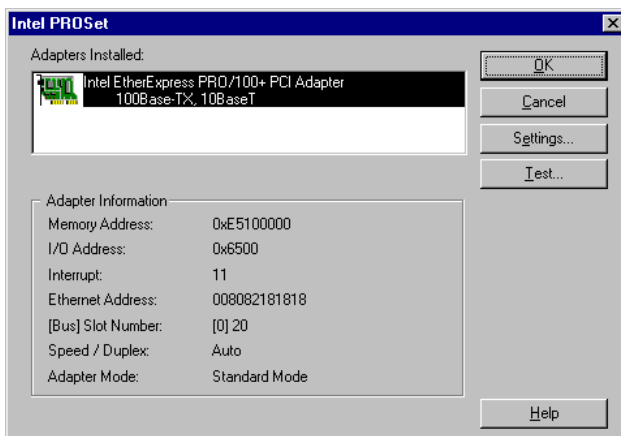 Intel PROSet
Adapters Installed:
Intel EtherExpress PRO/100+ PCI Adapter
100Base-TX, 10BaseT
OK
Cancel
Settings...
Test...
Adapter Information
Memory Address: 0xE5100000
I/O Address: 0x6500
Interrupt: 11
Ethernet Address: 008082181818
[Bus] Slot Number: [0] 20
Speed / Duplex: Auto
Adapter Mode: Standard Mode
Help